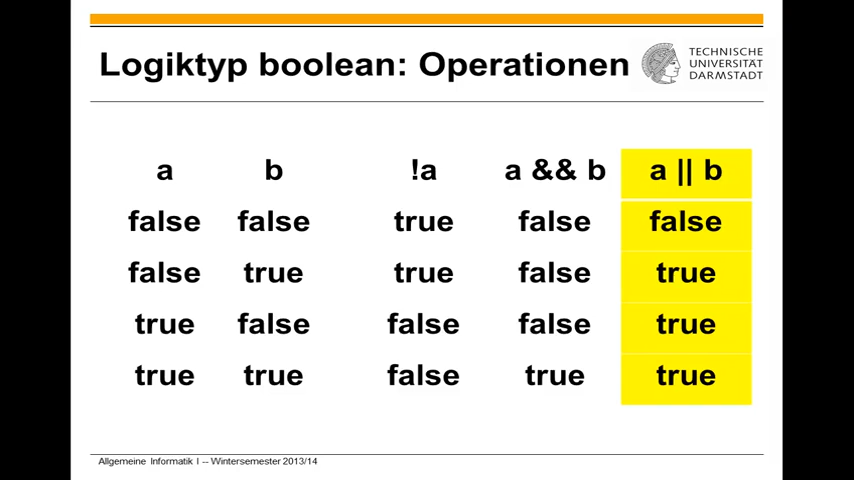 Logiktyp boolean: Operationen
TECHNISCHE
UNIVERSITÄT
DARMSTADT
a b !a a && b a || b
false false true false false
false true true false true
true false false false true
true true false true true
Allgemeine Informatik I -- Wintersemester 2013/14